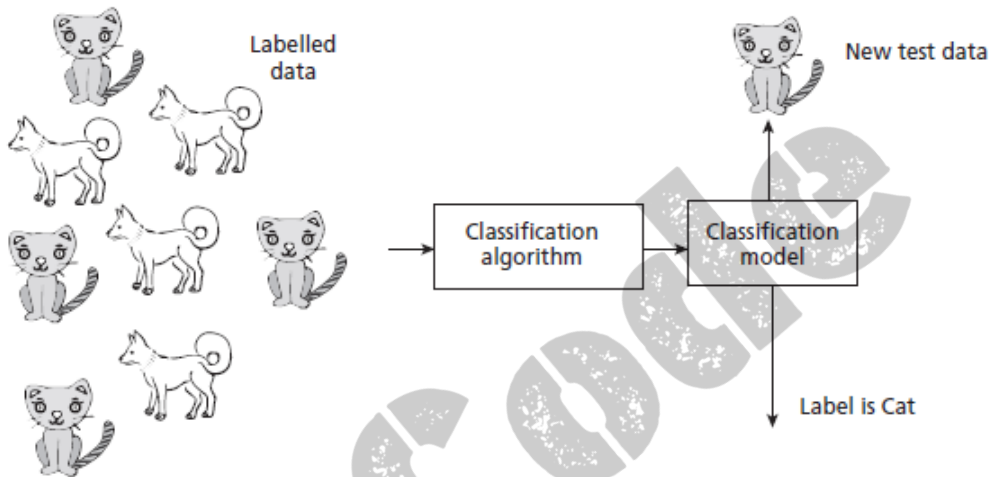 Labelled
data
New test data
Classification
algorithm
Classification
model
Label is Cat